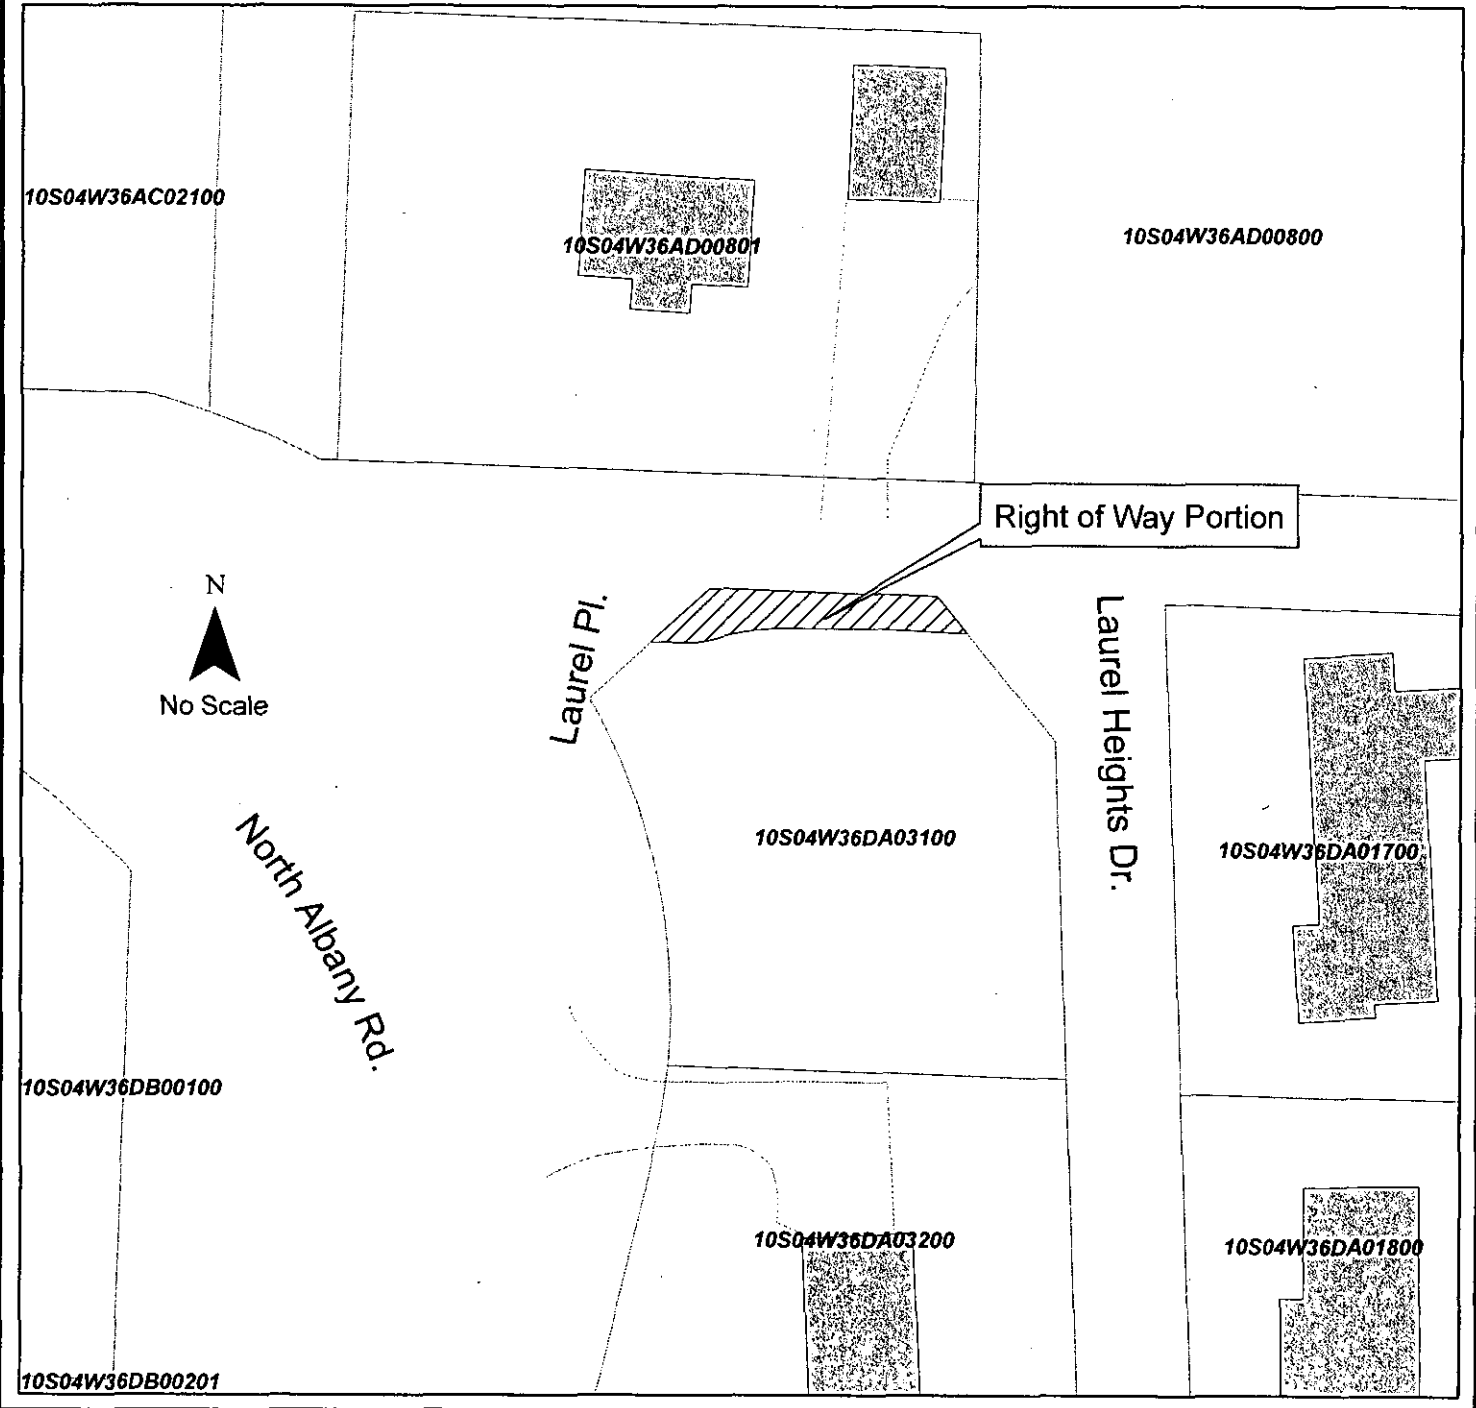 10S04W36AC02100
10S04W36AD00801
10S04W36AD00800
Right of Way Portion
N
No Scale
Laurel Pl.
Laurel Heights Dr.
North Albany Rd.
10S04W36DA03100
10S04W36DA01700
10S04W36DB00100
10S04W36DA03200
10S04W36DA01800
10S04W36DB00201